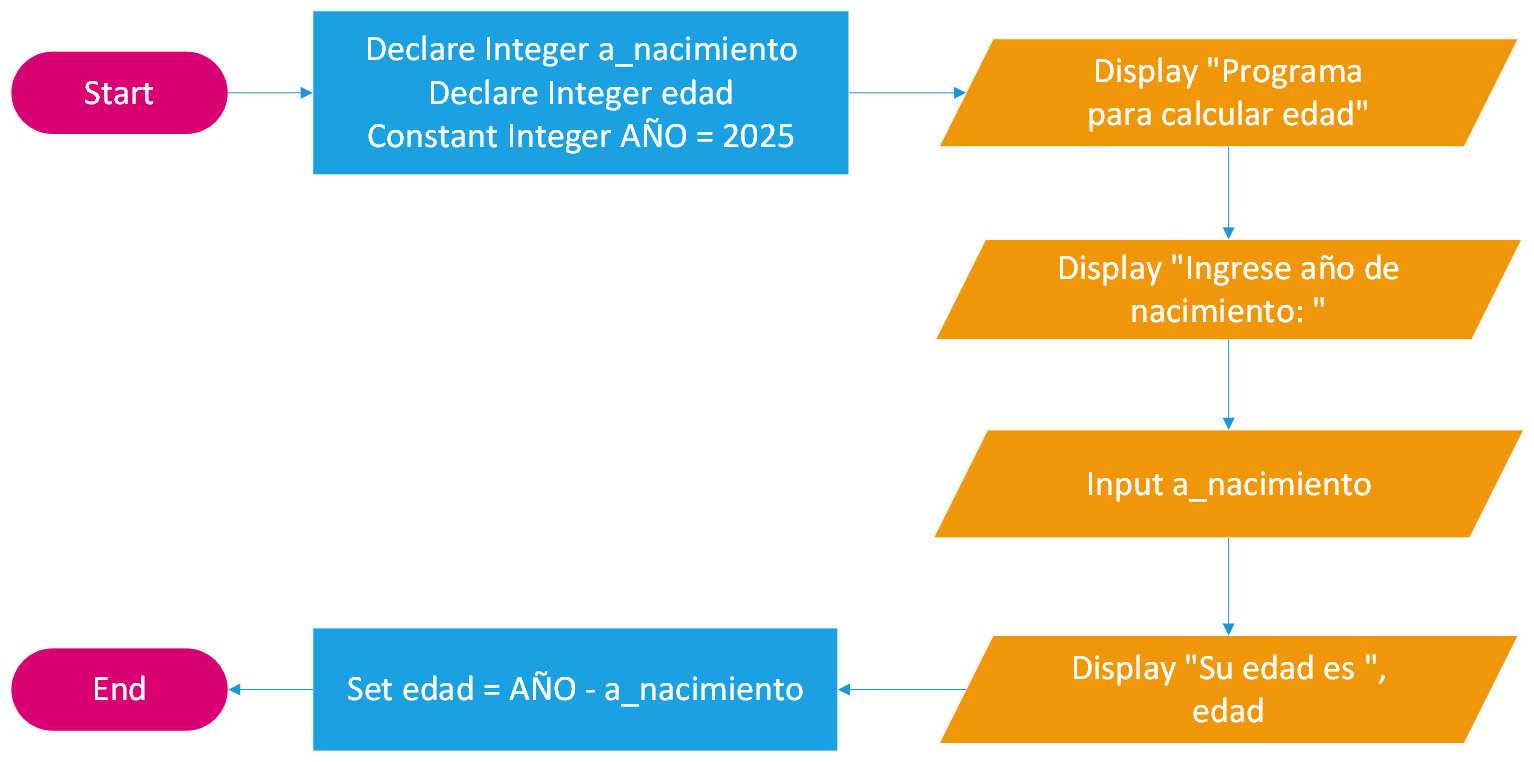 Start
Declare Integer a_nacimiento
Declare Integer edad
Constant Integer AÑO = 2025
Display "Programa
para calcular edad"
Display "Ingrese año de
nacimiento: "
Input a_nacimiento
Display "Su edad es ",
edad
Set edad = AÑO - a_nacimiento
End